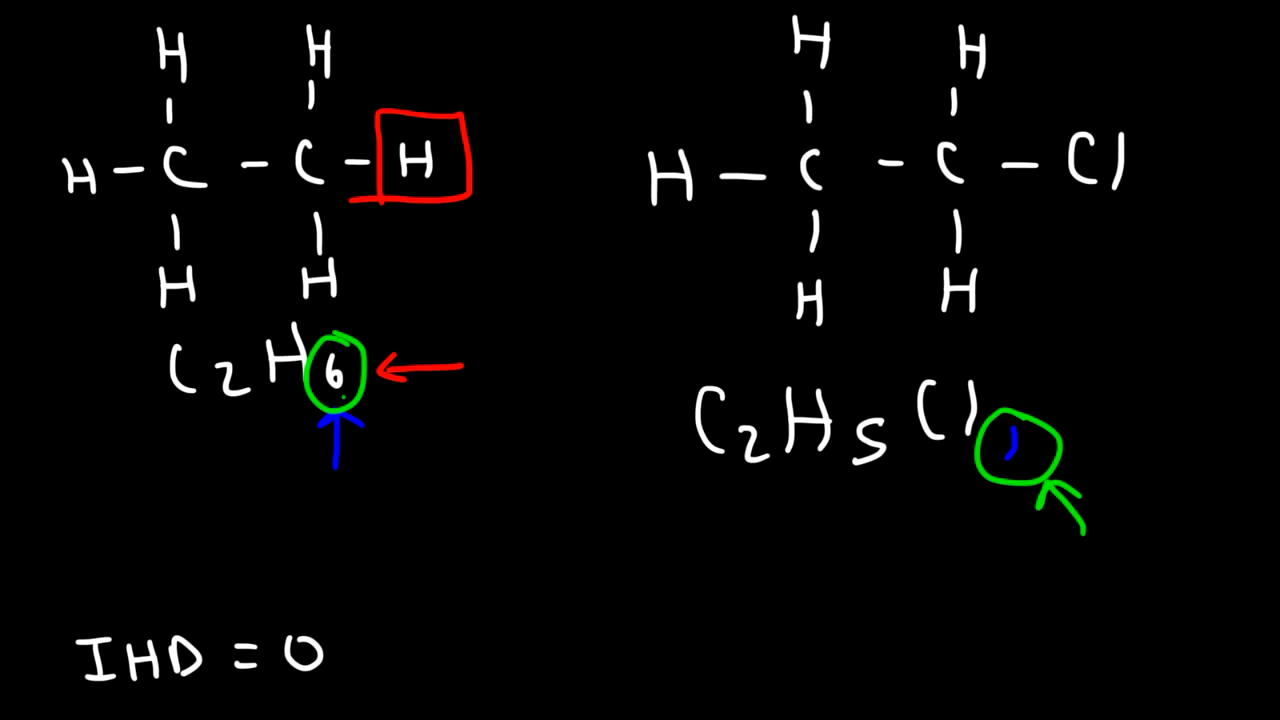 H H
H – C – C – H
H H
C2H6
H H
H – C – C – Cl
H H
C2H5Cl1
IHD = 0